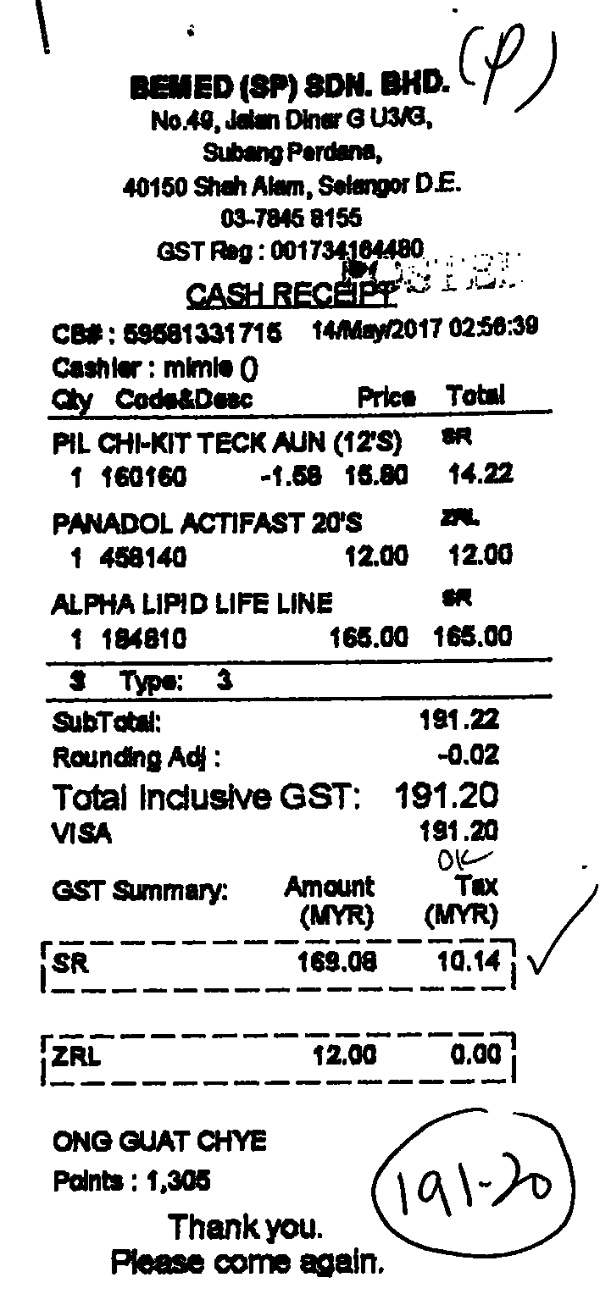 (P)
BEMED (SP) SDN. BHD.
No.49, Jalan Dinar G U3/G,
Subang Perdana,
40150 Shah Alam, Selangor D.E.
03-7845 8155
GST Reg : 001734164480
CASH RECEIPT
CB# : 59581331715 14/May/2017 02:56:39
Cashier : mimie ()
Qty Code&Desc Price Total
PIL CHI-KIT TECK AUN (12'S) SR
1 160160 -1.58 15.80 14.22
PANADOL ACTIFAST 20'S ZRL
1 458140 12.00 12.00
ALPHA LIPID LIFE LINE SR
1 184810 165.00 165.00
3 Type: 3
SubTotal: 191.22
Rounding Adj : -0.02
Total Inclusive GST: 191.20
VISA 191.20
OK
GST Summary: Amount Tax
(MYR) (MYR)
SR 169.08 10.14
ZRL 12.00 0.00
ONG GUAT CHYE
Points : 1,305
191-20
Thank you.
Please come again.